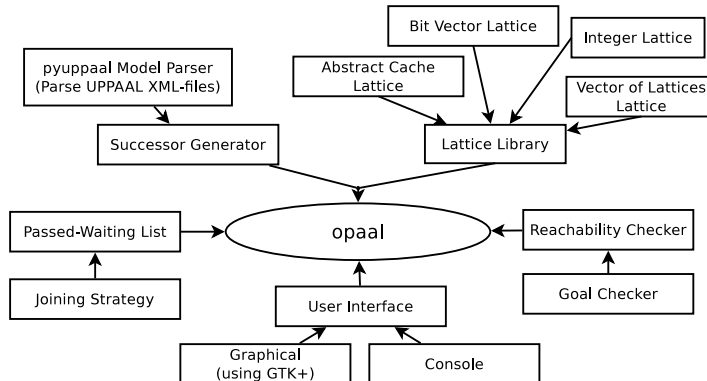 Bit Vector Lattice
Integer Lattice
pyuppaal Model Parser
(Parse UPPAAL XML-files)
Abstract Cache
Lattice
Vector of Lattices
Lattice
Successor Generator
Lattice Library
Passed-Waiting List
opaal
Reachability Checker
Joining Strategy
User Interface
Goal Checker
Graphical
(using GTK+)
Console